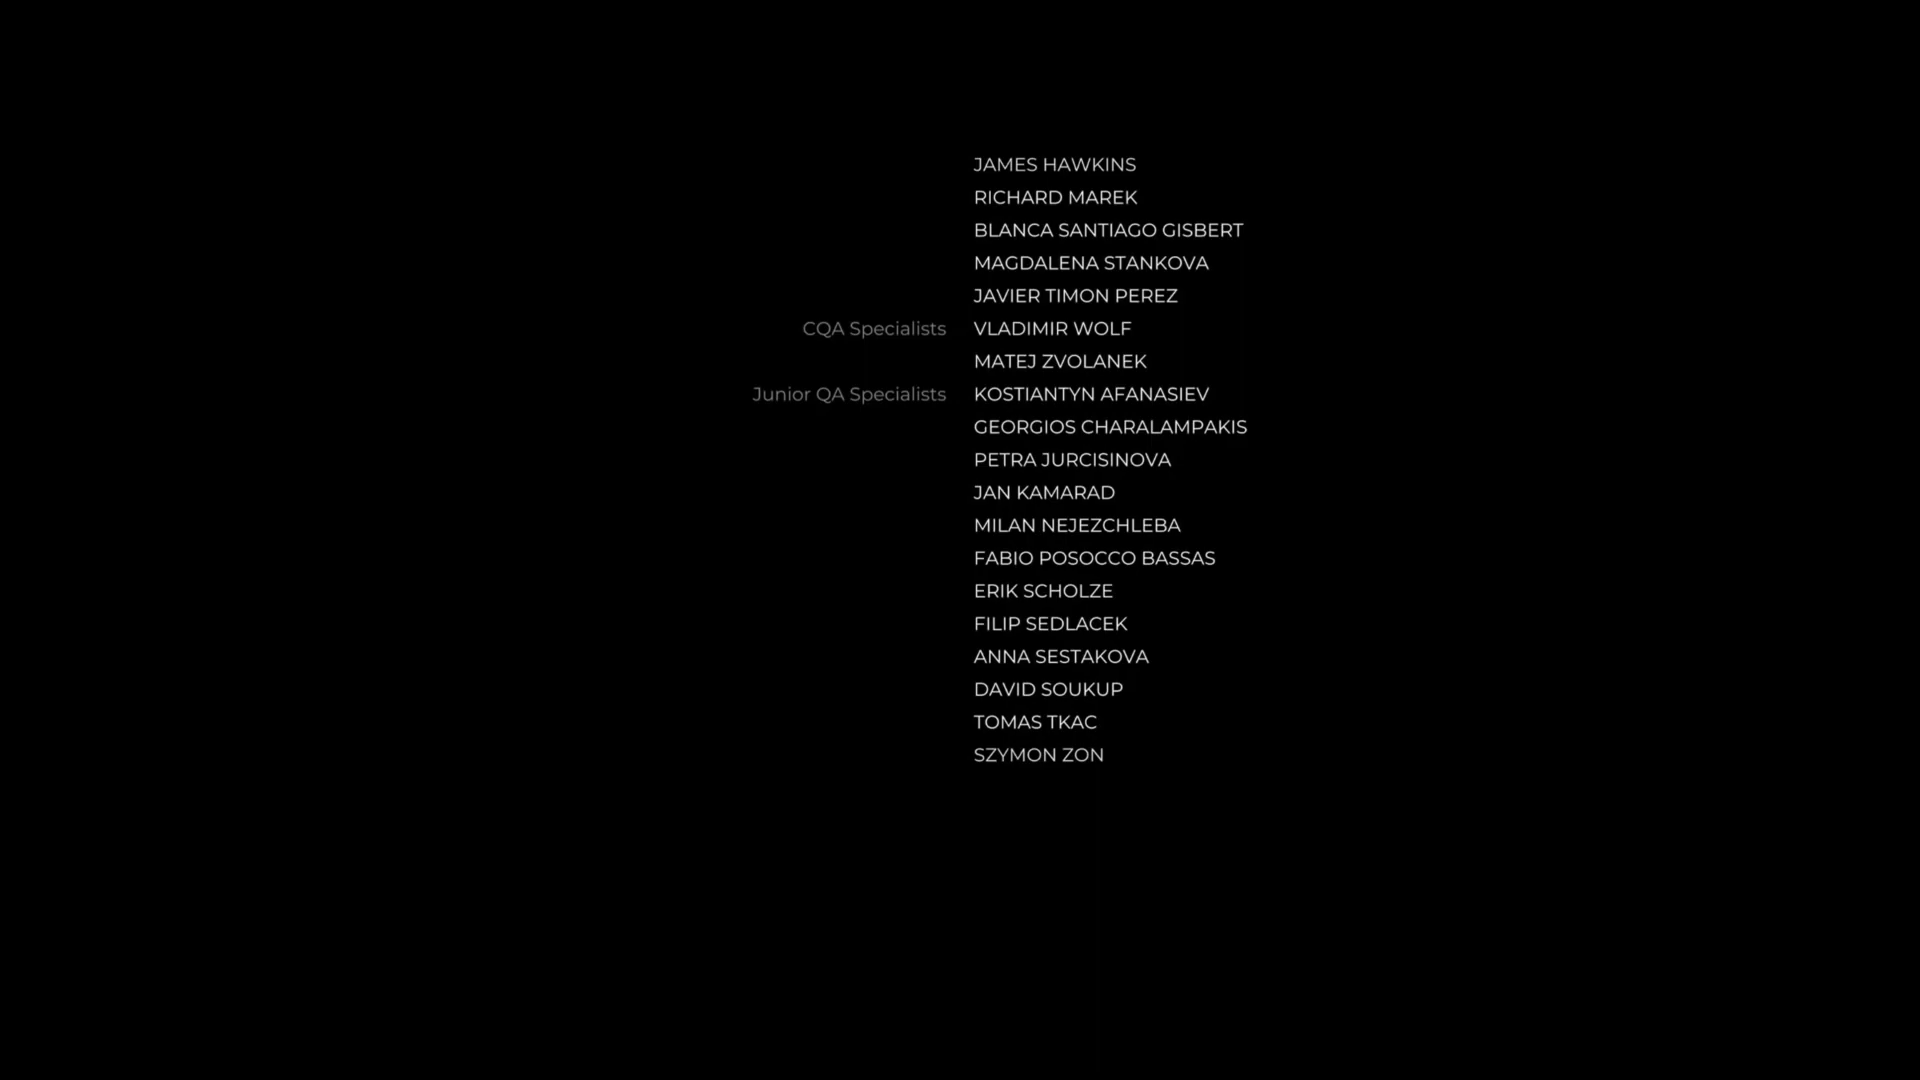 JAMES HAWKINS
RICHARD MAREK
BLANCA SANTIAGO GISBERT
MAGDALENA STANKOVA
JAVIER TIMON PEREZ
CQA Specialists VLADIMIR WOLF
MATEJ ZVOLANEK
Junior QA Specialists KOSTIANTYN AFANASIEV
GEORGIOS CHARALAMPAKIS
PETRA JURCISINOVA
JAN KAMARAD
MILAN NEJEZCHLEBA
FABIO POSOCCO BASSAS
ERIK SCHOLZE
FILIP SEDLACEK
ANNA SESTAKOVA
DAVID SOUKUP
TOMAS TKAC
SZYMON ZON